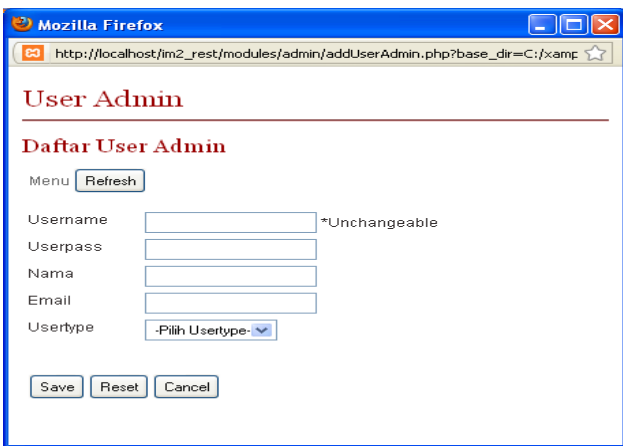 Mozilla Firefox
http://localhost/im2_rest/modules/admin/addUserAdmin.php?base_dir=C:/xamp
User Admin
Daftar User Admin
Menu Refresh
Username *Unchangeable
Userpass
Nama
Email
Usertype -Pilih Usertype-
Save Reset Cancel